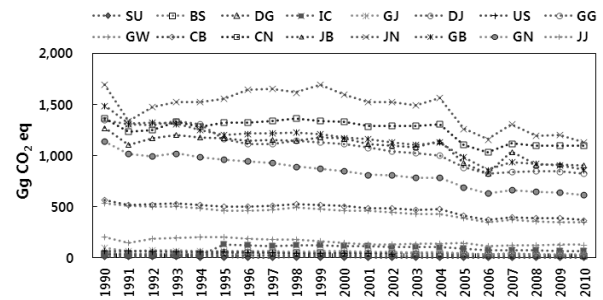 SU BS DG IC GJ DJ US GG
GW CB CN JB JN GB GN JJ
Gg CO2 eq
2,000
1,500
1,000
500
0
1990 1991 1992 1993 1994 1995 1996 1997 1998 1999 2000 2001 2002 2003 2004 2005 2006 2007 2008 2009 2010